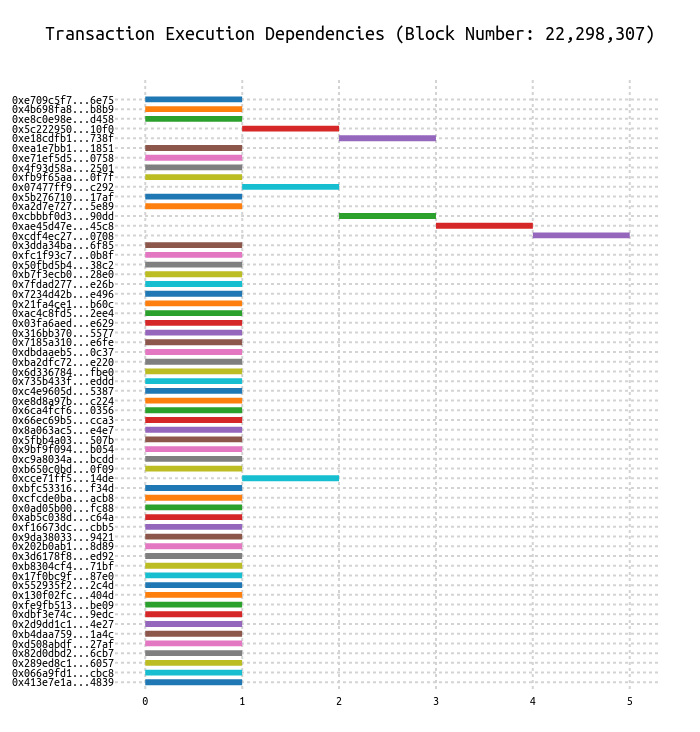 Transaction Execution Dependencies (Block Number: 22,298,307)
0xe709c5f7...6e75
0x4b698fa8...b8b9
0xe8c0e98e...d458
0x5c222950...10f0
0xe18cdfb1...738f
0xea1e7bb1...1851
0xe71ef5d5...0758
0x4f93d58a...2501
0xfb9f65aa...0f7f
0x07477ff9...c292
0x5b276710...17af
0xa2d7e727...5e89
0xcbbbf0d3...90dd
0xae45d47e...45c8
0xcdf4ec27...0708
0x3dda34ba...6f85
0xfc1f93c7...0b8f
0x50fbd5b4...38c2
0xb7f3ecb0...28e0
0x7fdad277...e26b
0x7234d42b...e496
0x21fa4ce1...b60c
0xac4c8fd5...2ee4
0x03fa6aed...e629
0x316bb370...5577
0x7185a310...e6fe
0xdbdaaeb5...0c37
0xba2dfc72...e220
0x6d336784...fbe0
0x735b433f...eddd
0xc4e9605d...5387
0xe8d8a97b...c224
0x6ca4fcf6...0356
0x66ec69b5...cca3
0x8a063ac5...e4e7
0x5fbb4a03...507b
0x9bf9f094...b054
0xc9a8034a...bcdd
0xb650c0bd...0f09
0xcce71ff5...14de
0xbfc53316...f34d
0xcfcde0ba...acb8
0x0ad05b00...fc88
0xab5c038d...c64a
0xf16673dc...cbb5
0x9da38033...9421
0x202b0ab1...8d89
0x3d6178f8...ed92
0xb8304cf4...71bf
0x17f0bc9f...87e0
0x552935f2...2c4d
0x130f02fc...404d
0xfe9fb513...be09
0xdbf3e74c...9edc
0x2d9dd1c1...4e27
0xb4daa759...1a4c
0xd508abdf...27af
0x82d0dbd2...6cb7
0x289ed8c1...6057
0x066a9fd1...cbc8
0x413e7e1a...4839
0 1 2 3 4 5